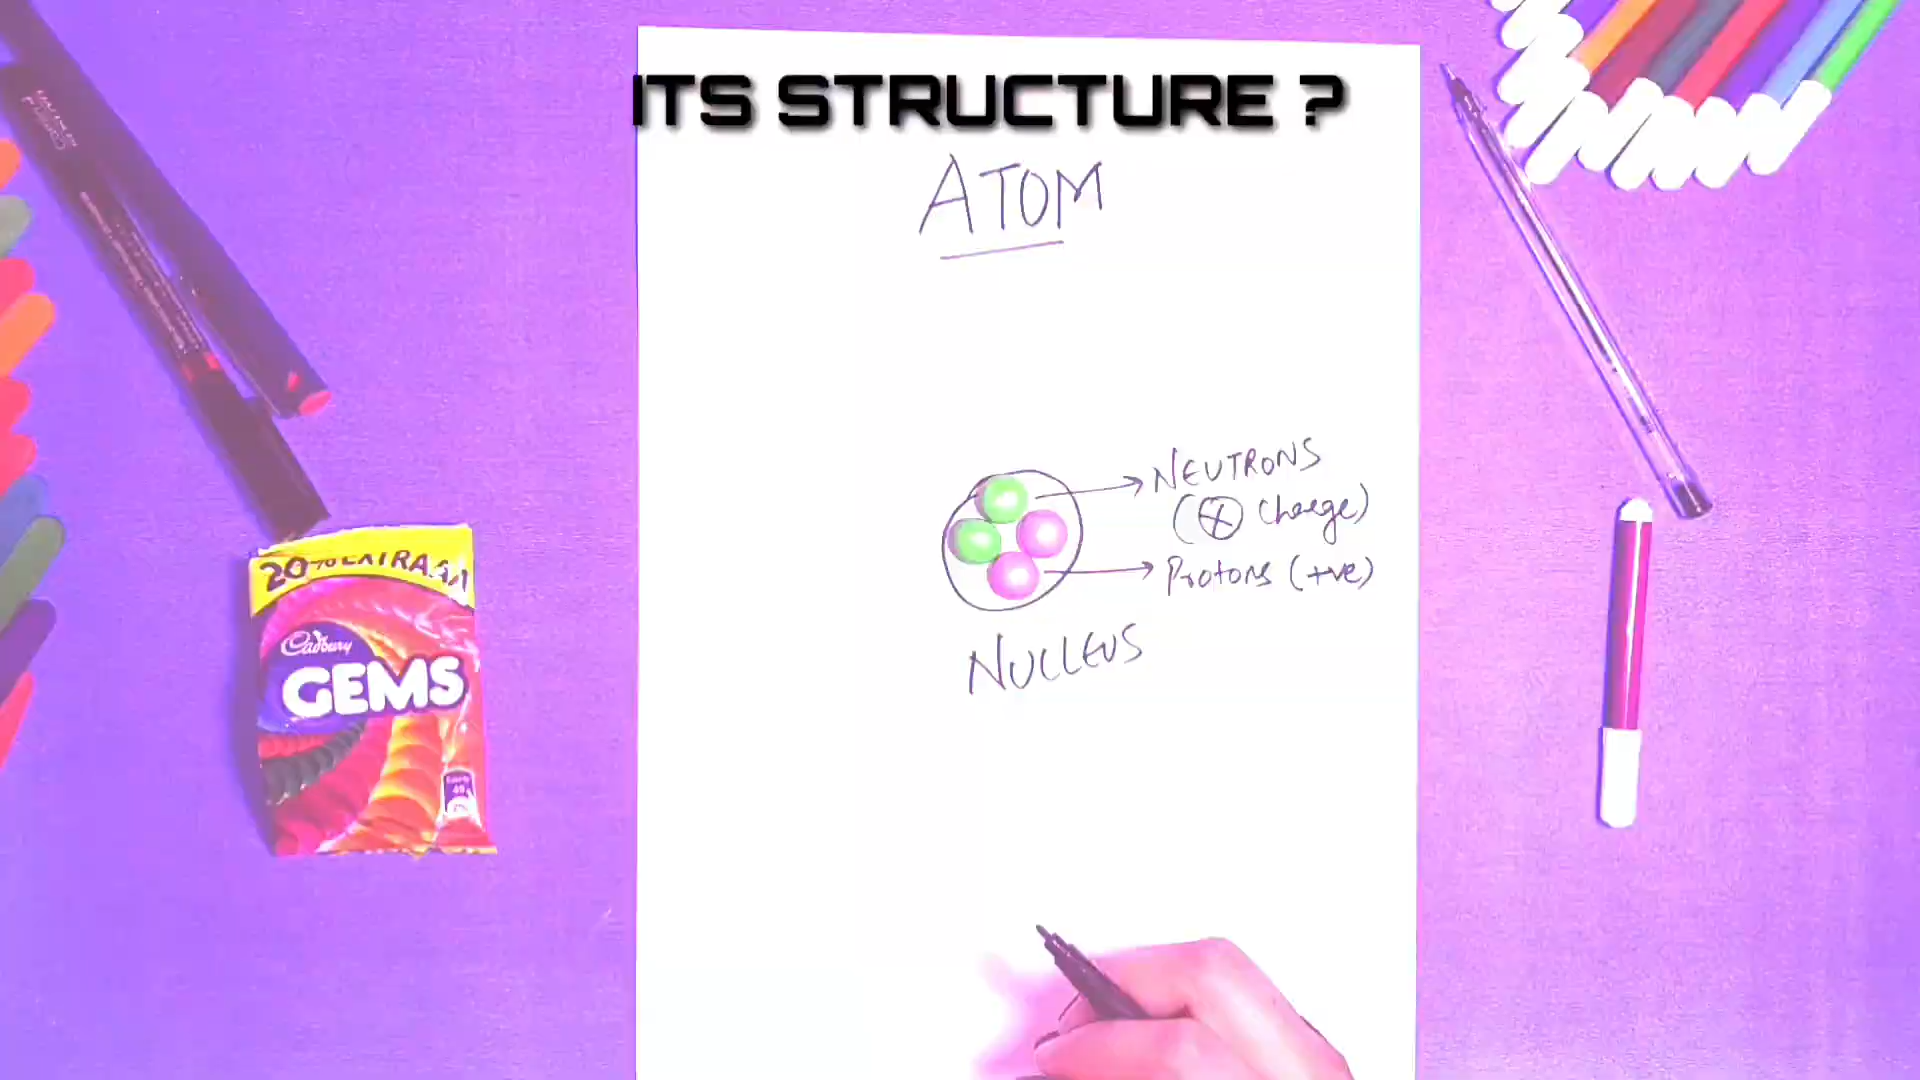 ITS STRUCTURE ?
ATOM
NEUTRONS
(X Charge)
Protons (+ve)
NUCLEUS
20% EXTRA
Cadbury
GEMS